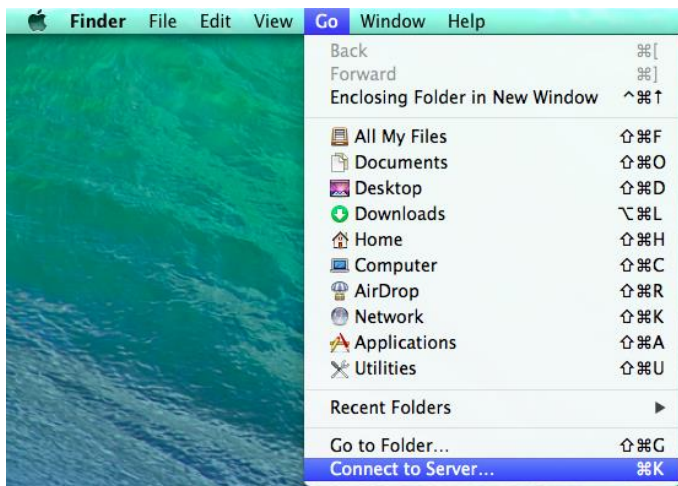 Finder File Edit View Go Window Help
Back ⌘[
Forward ⌘]
Enclosing Folder in New Window ^⌘↑
All My Files ⇧⌘F
Documents ⇧⌘O
Desktop ⇧⌘D
Downloads ⌥⌘L
Home ⇧⌘H
Computer ⇧⌘C
AirDrop ⇧⌘R
Network ⇧⌘K
Applications ⇧⌘A
Utilities ⇧⌘U
Recent Folders ▶
Go to Folder... ⇧⌘G
Connect to Server... ⌘K